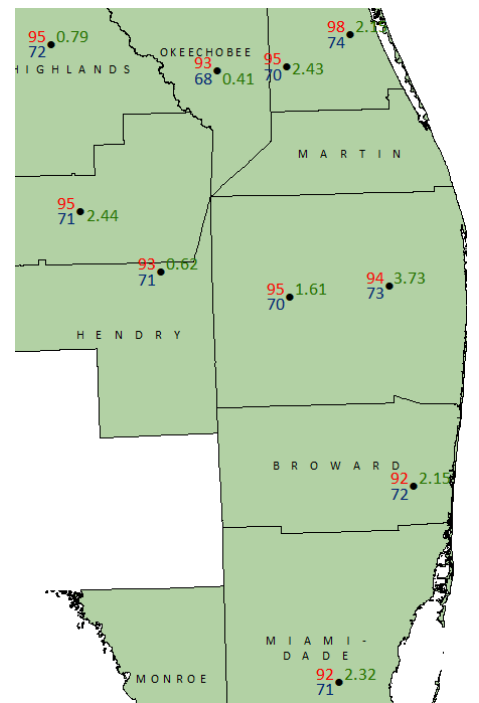 98 2.1
74
95 0.79
72
HIGHLANDS
OKEECHOBEE
93
68 0.41
95
70 2.43
MARTIN
95
71 2.44
93 0.62
71
95 1.61
70
94 3.73
73
HENDRY
BROWARD
92 2.15
72
MIAMI-
DADE
92 2.32
71
MONROE